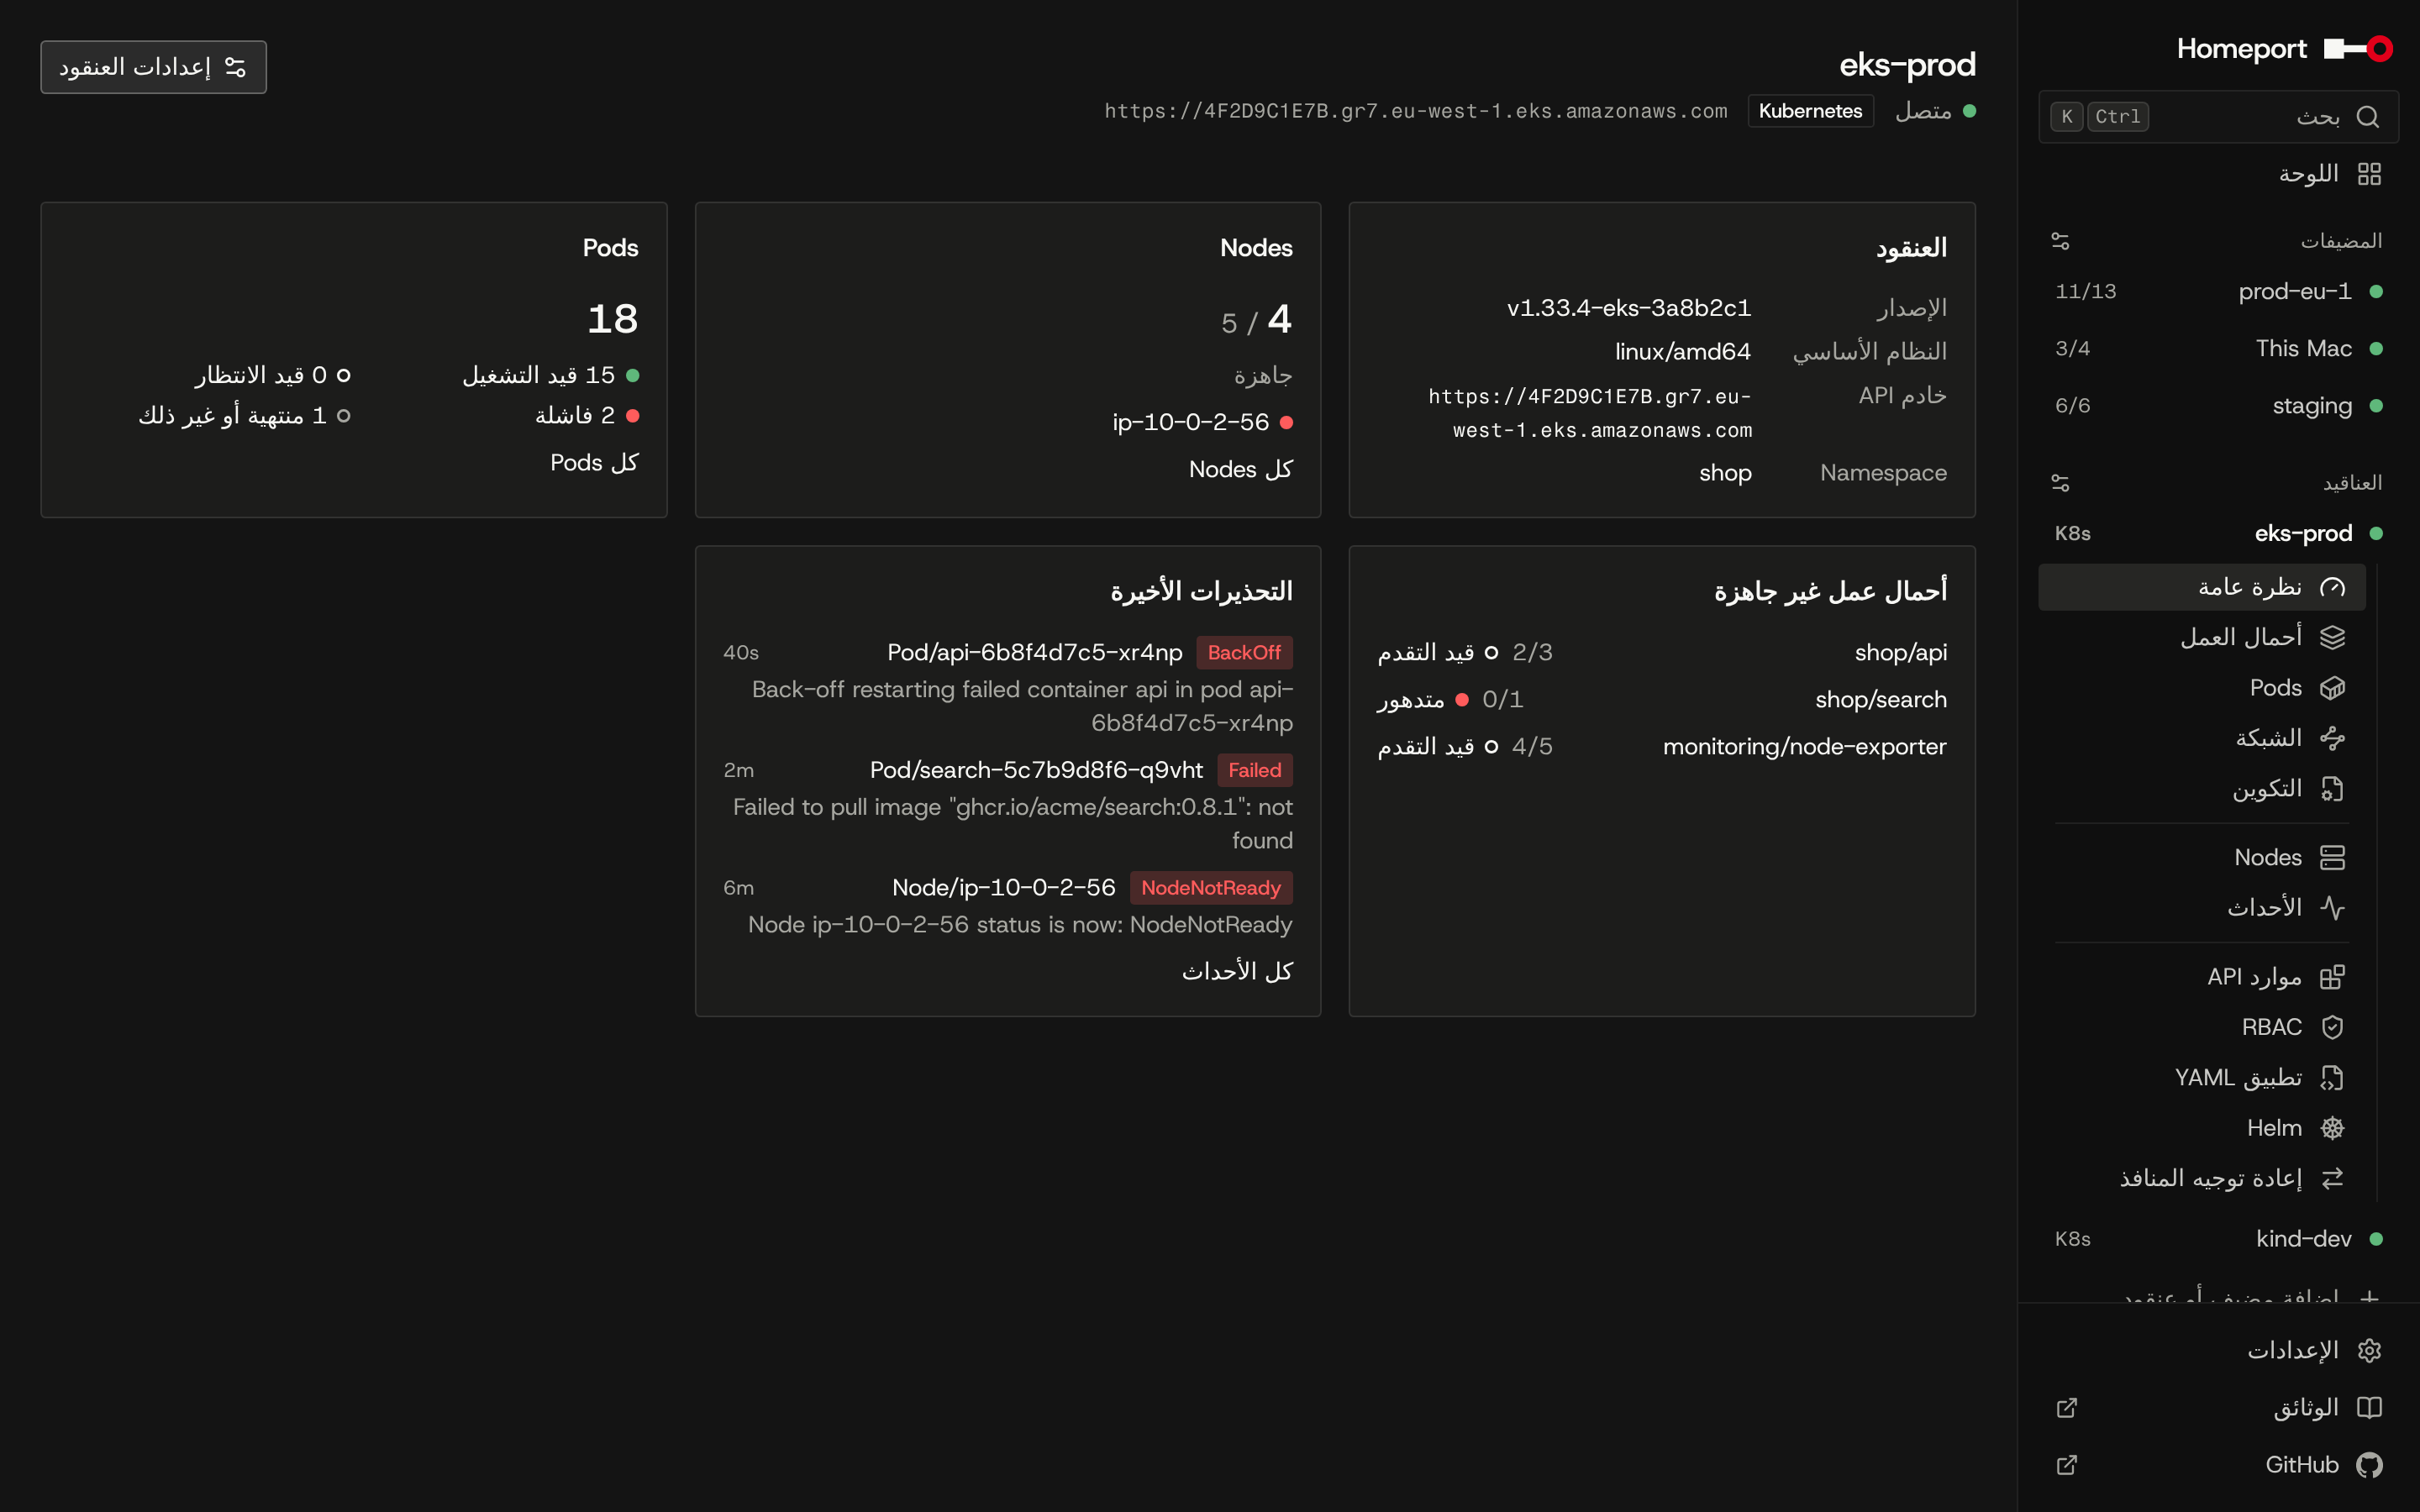 Homeport
بحث
Ctrl K
اللوحة
المضيفات
prod-eu-1 11/13
This Mac 3/4
staging 6/6
العناقيد
eks-prod K8s
نظرة عامة
أحمال العمل
Pods
الشبكة
التكوين
Nodes
الأحداث
موارد API
RBAC
تطبيق YAML
Helm
إعادة توجيه المنافذ
kind-dev K8s
إضافة مضيف أو عنقود
الإعدادات
الوثائق
GitHub
eks-prod
متصل Kubernetes https://4F2D9C1E7B.gr7.eu-west-1.eks.amazonaws.com
إعدادات العنقود
العنقود
الإصدار v1.33.4-eks-3a8b2c1
النظام الأساسي linux/amd64
خادم API https://4F2D9C1E7B.gr7.eu-
west-1.eks.amazonaws.com
Namespace shop
Nodes
4 / 5
جاهزة
ip-10-0-2-56
كل Nodes
Pods
18
15 قيد التشغيل 0 قيد الانتظار
2 فاشلة 1 منتهية أو غير ذلك
كل Pods
أحمال عمل غير جاهزة
shop/api 2/3 قيد التقدم
shop/search 0/1 متدهور
monitoring/node-exporter 4/5 قيد التقدم
التحذيرات الأخيرة
BackOff Pod/api-6b8f4d7c5-xr4np 40s
Back-off restarting failed container api in pod api-
6b8f4d7c5-xr4np
Failed Pod/search-5c7b9d8f6-q9vht 2m
Failed to pull image "ghcr.io/acme/search:0.8.1": not
found
NodeNotReady Node/ip-10-0-2-56 6m
Node ip-10-0-2-56 status is now: NodeNotReady
كل الأحداث